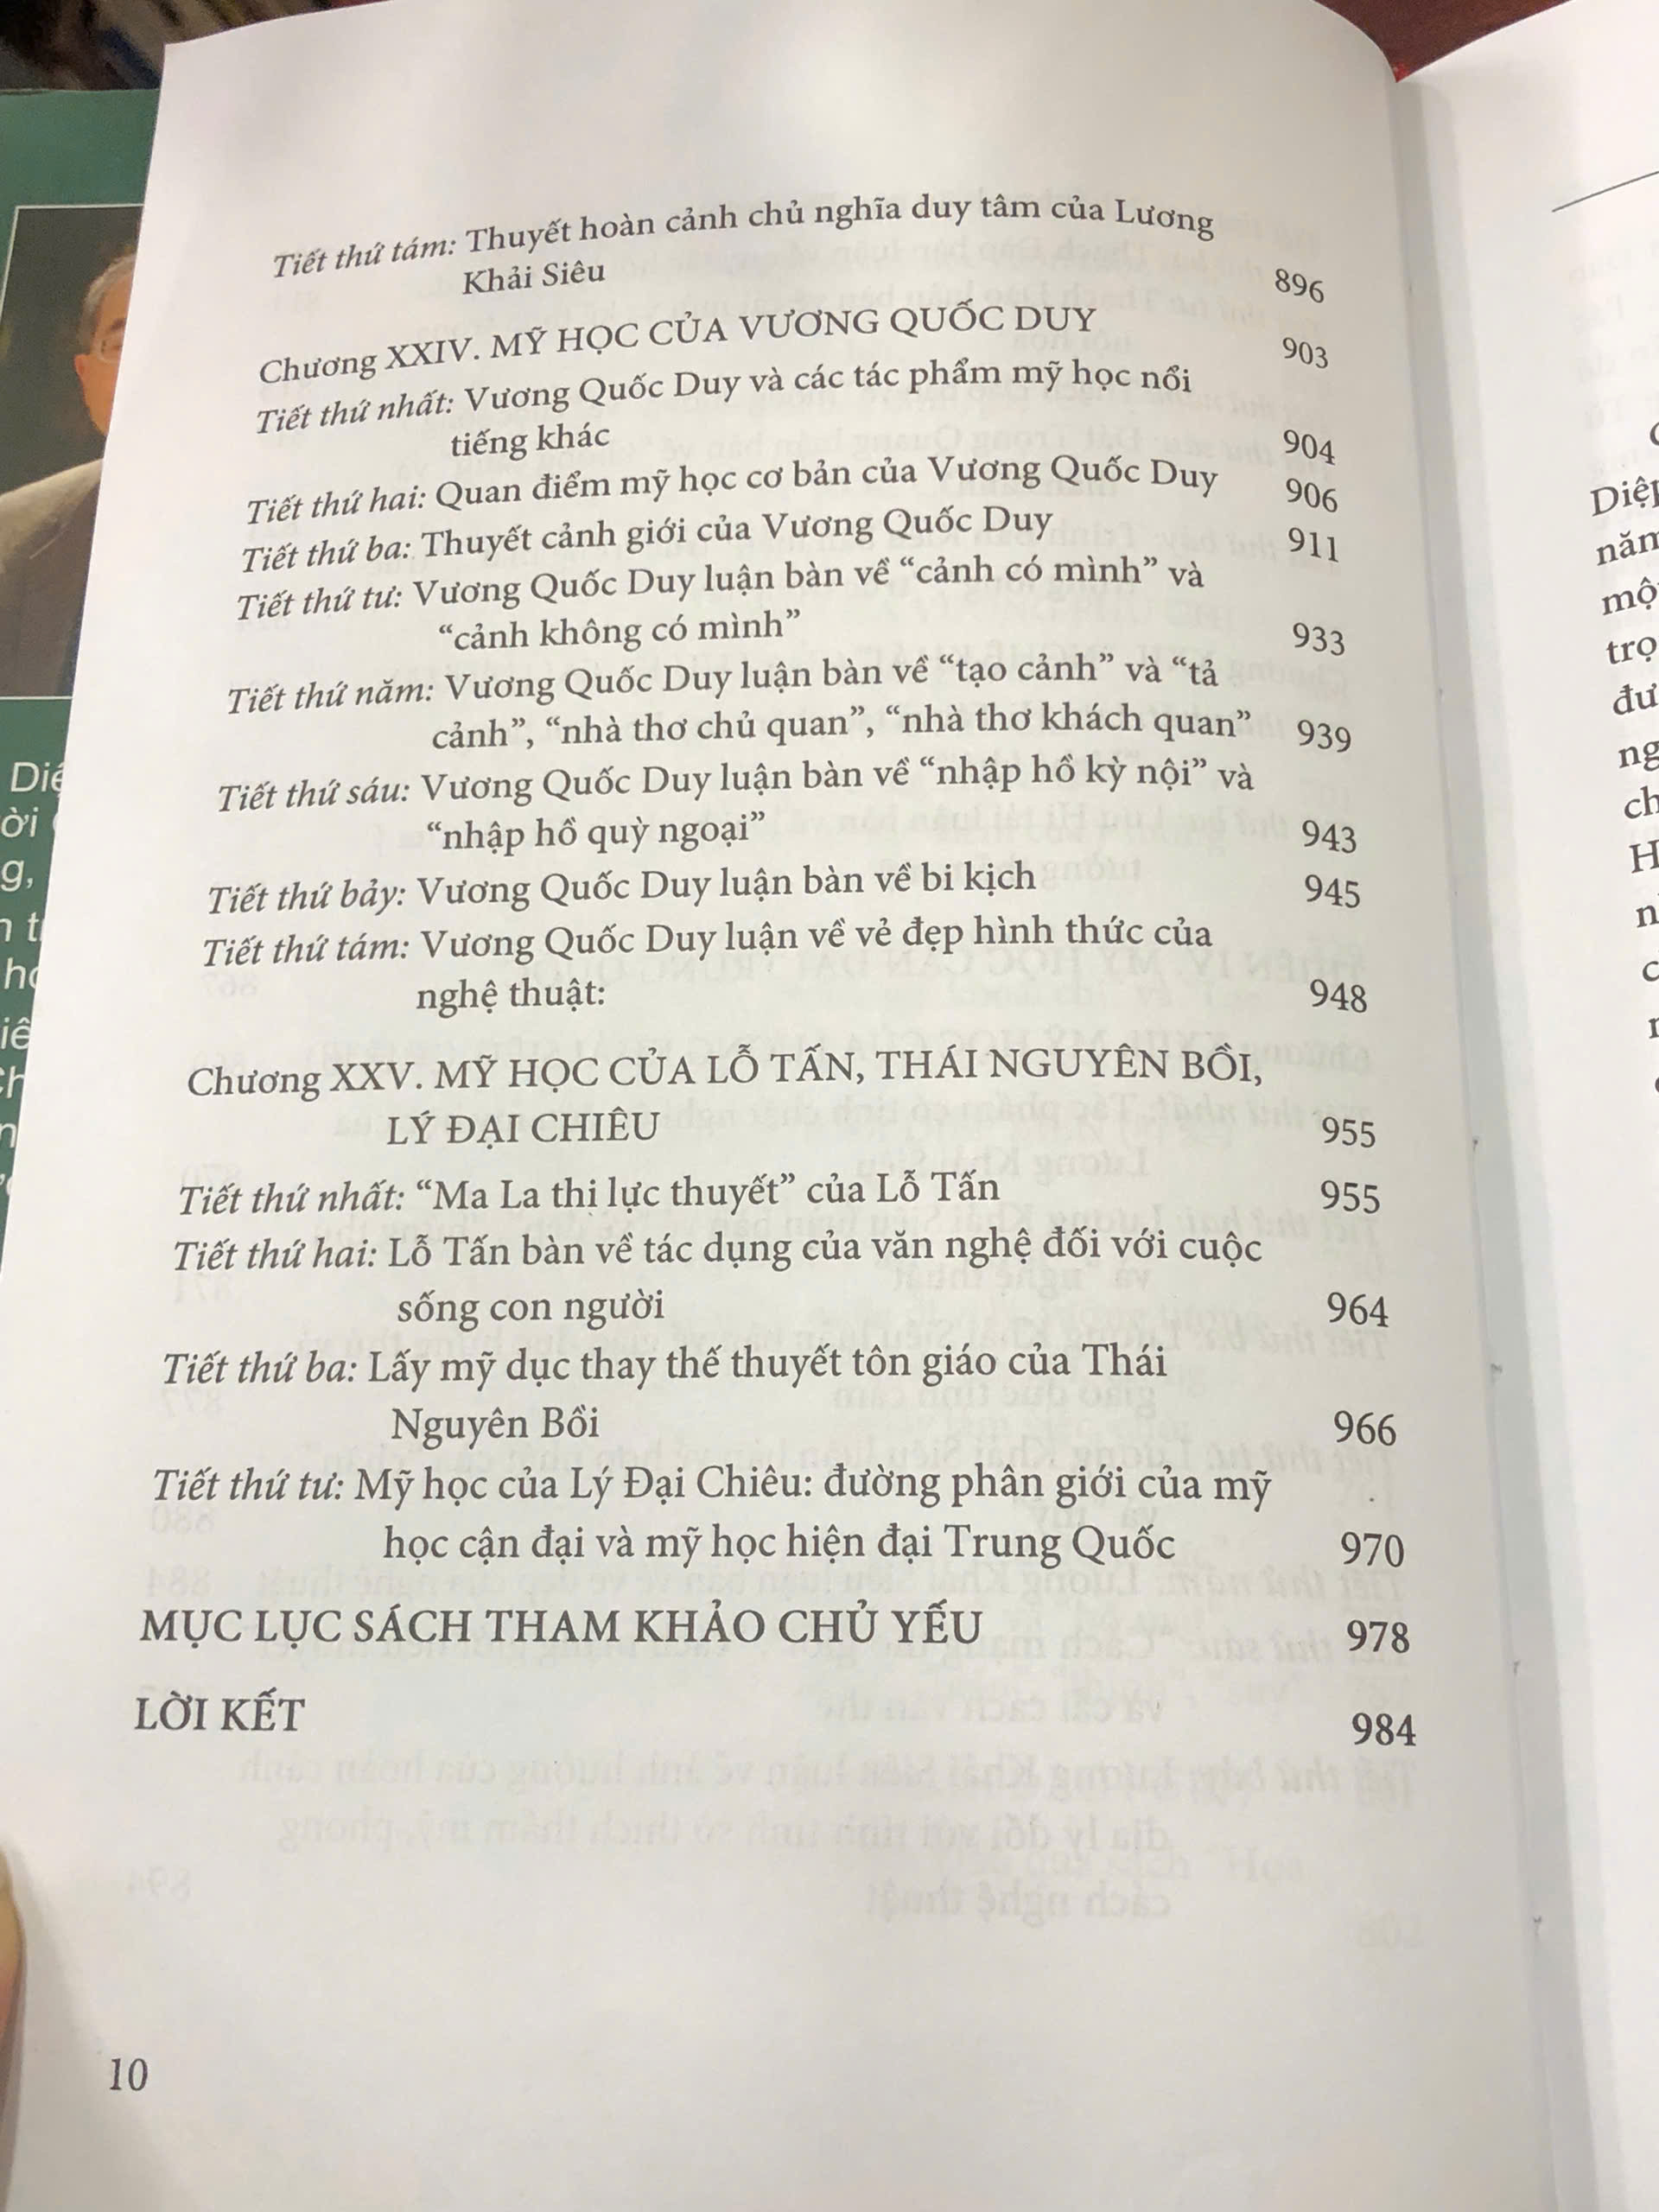 Tiết thứ tám: Thuyết hoàn cảnh chủ nghĩa duy tâm của Lương
Khải Siêu 896
Chương XXIV. MỸ HỌC CỦA VƯƠNG QUỐC DUY 903
Tiết thứ nhất: Vương Quốc Duy và các tác phẩm mỹ học nổi
tiếng khác 904
Tiết thứ hai: Quan điểm mỹ học cơ bản của Vương Quốc Duy 906
Tiết thứ ba: Thuyết cảnh giới của Vương Quốc Duy 911
Tiết thứ tư: Vương Quốc Duy luận bàn về “cảnh có mình” và
“cảnh không có mình” 933
Tiết thứ năm: Vương Quốc Duy luận bàn về “tạo cảnh” và “tả
cảnh”, “nhà thơ chủ quan”, “nhà thơ khách quan” 939
Tiết thứ sáu: Vương Quốc Duy luận bàn về “nhập hồ kỳ nội” và
“nhập hồ quỳ ngoại” 943
Tiết thứ bảy: Vương Quốc Duy luận bàn về bi kịch 945
Tiết thứ tám: Vương Quốc Duy luận về vẻ đẹp hình thức của
nghệ thuật: 948
Chương XXV. MỸ HỌC CỦA LỖ TẤN, THÁI NGUYÊN BỒI,
LÝ ĐẠI CHIÊU 955
Tiết thứ nhất: “Ma La thi lực thuyết” của Lỗ Tấn 955
Tiết thứ hai: Lỗ Tấn bàn về tác dụng của văn nghệ đối với cuộc
sống con người 964
Tiết thứ ba: Lấy mỹ dục thay thế thuyết tôn giáo của Thái
Nguyên Bồi 966
Tiết thứ tư: Mỹ học của Lý Đại Chiêu: đường phân giới của mỹ
học cận đại và mỹ học hiện đại Trung Quốc 970
MỤC LỤC SÁCH THAM KHẢO CHỦ YẾU 978
LỜI KẾT 984
10